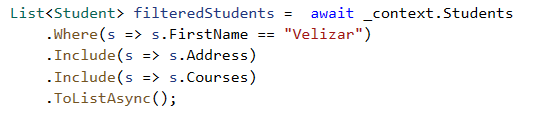 List<Student> filteredStudents =  await _context.Students
    .Where(s => s.FirstName == "Velizar")
    .Include(s => s.Address)
    .Include(s => s.Courses)
    .ToListAsync();